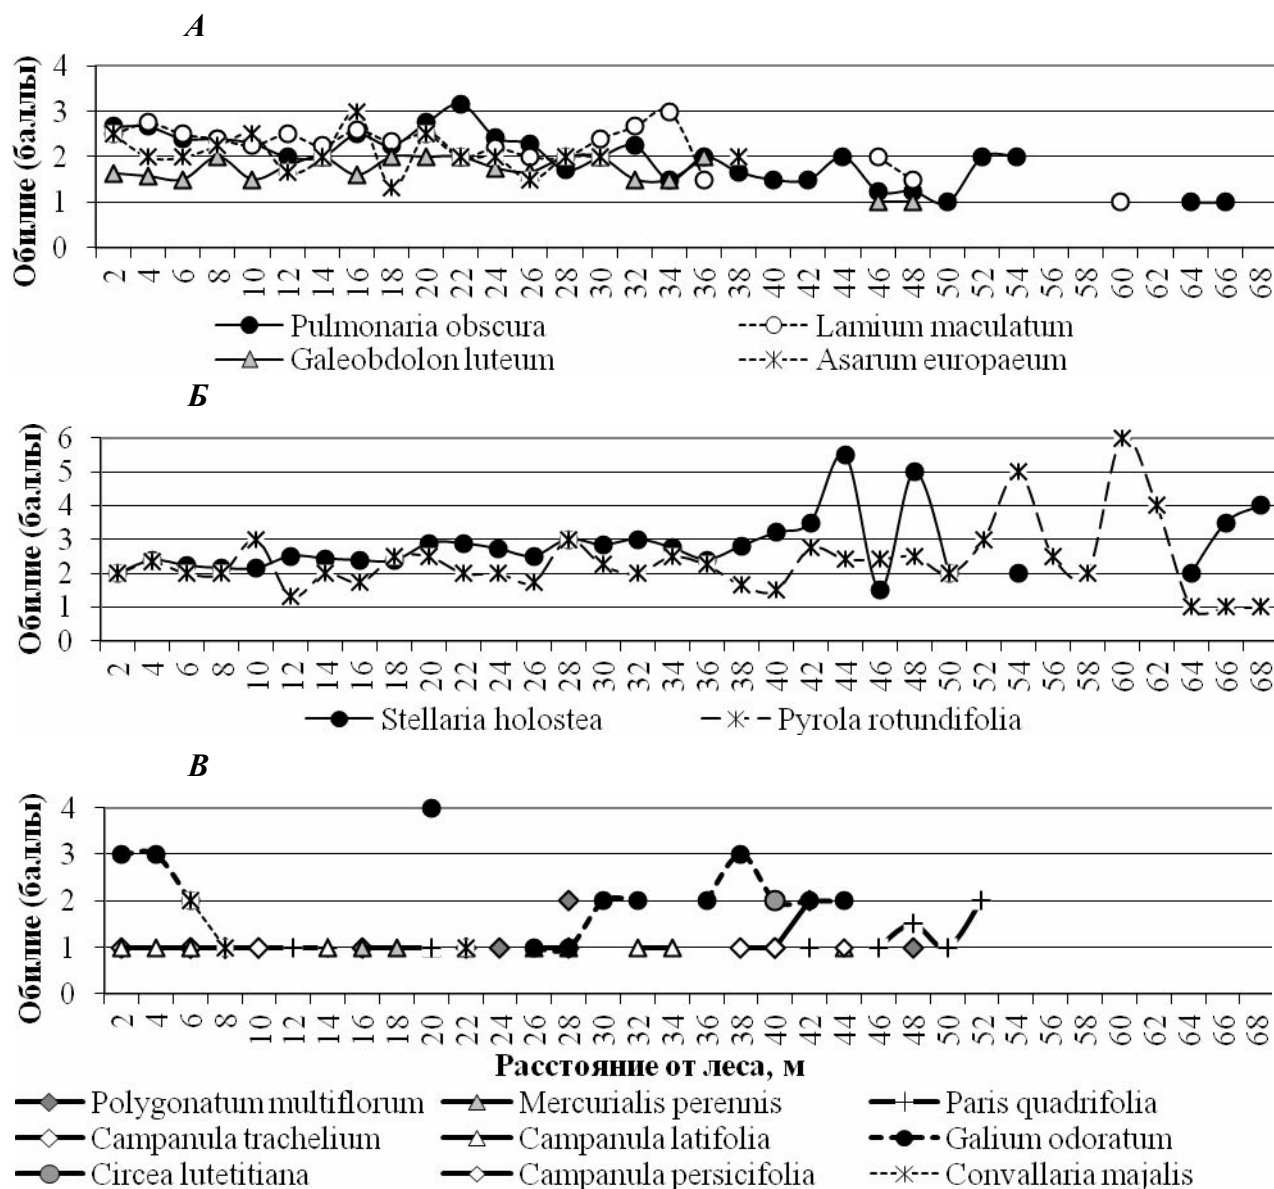 А
Обилие (баллы)
4
3
2
1
0
2 4 6 8 10 12 14 16 18 20 22 24 26 28 30 32 34 36 38 40 42 44 46 48 50 52 54 56 58 60 62 64 66 68
Pulmonaria obscura Lamium maculatum
Galeobdolon luteum Asarum europaeum
Б
Обилие (баллы)
6
5
4
3
2
1
0
2 4 6 8 10 12 14 16 18 20 22 24 26 28 30 32 34 36 38 40 42 44 46 48 50 52 54 56 58 60 62 64 66 68
Stellaria holostea Pyrola rotundifolia
В
Обилие (баллы)
4
3
2
1
0
2 4 6 8 10 12 14 16 18 20 22 24 26 28 30 32 34 36 38 40 42 44 46 48 50 52 54 56 58 60 62 64 66 68
Расстояние от леса, м
Polygonatum multiflorum Mercurialis perennis Paris quadrifolia
Campanula trachelium Campanula latifolia Galium odoratum
Circea lutetitiana Campanula persicifolia Convallaria majalis